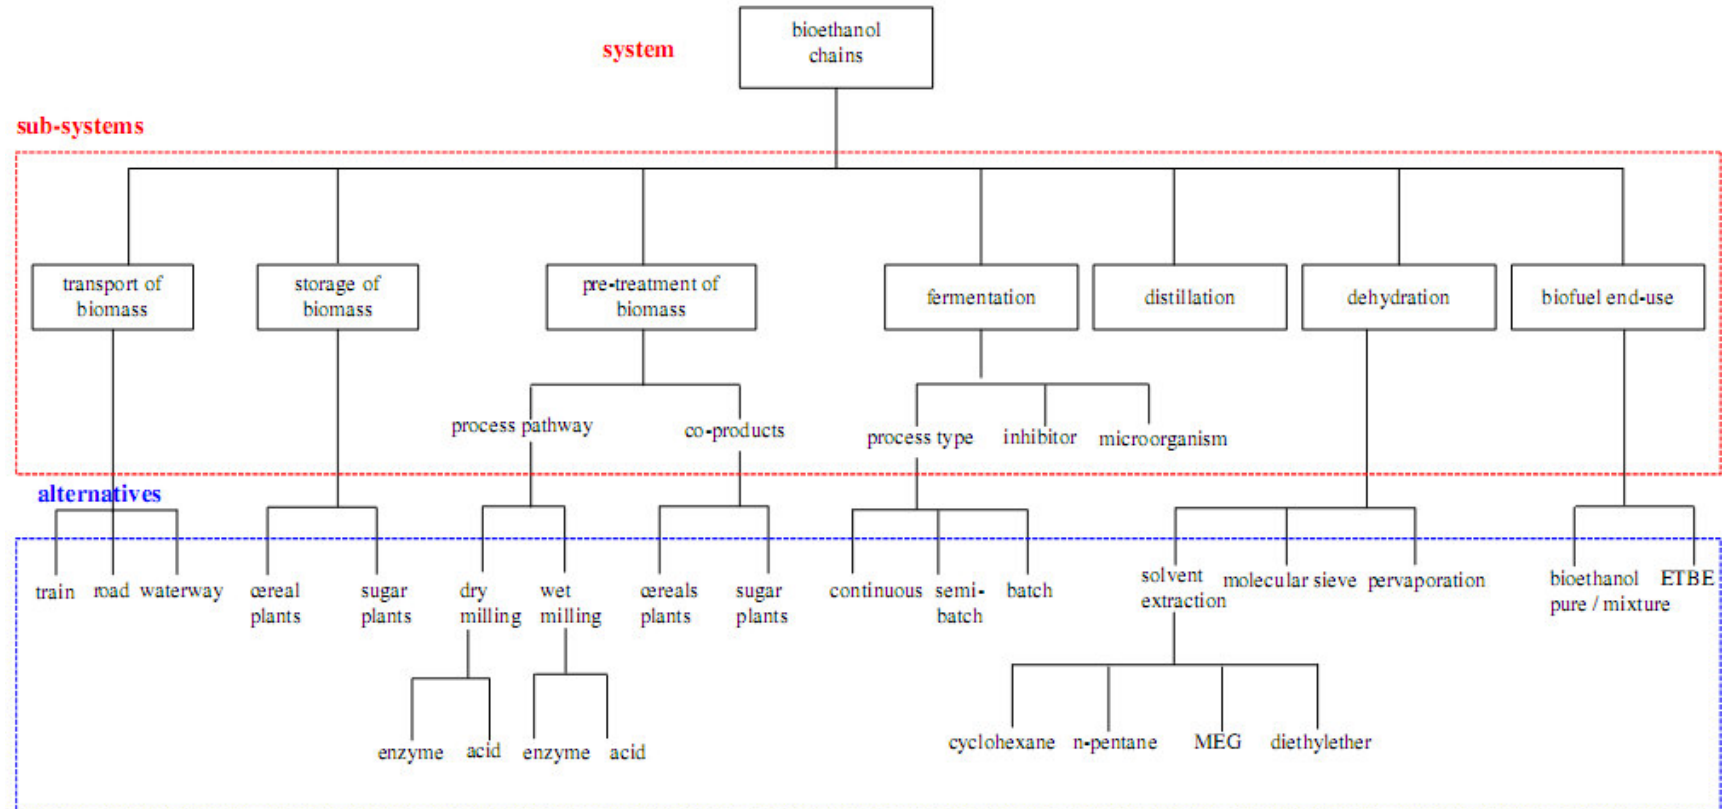 bioethanol
chains
system
sub-systems
transport of
biomass
storage of
biomass
pre-treatment of
biomass
fermentation
distillation
dehydration
biofuel end-use
process pathway
co-products
process type
inhibitor
microorganism
alternatives
train
road
waterway
cereal
plants
sugar
plants
dry
milling
wet
milling
cereals
plants
sugar
plants
continuous
semi-
batch
batch
solvent
extraction
molecular sieve
pervaporation
bioethanol
pure / mixture
ETBE
enzyme
acid
enzyme
acid
cyclohexane
n-pentane
MEG
diethylether